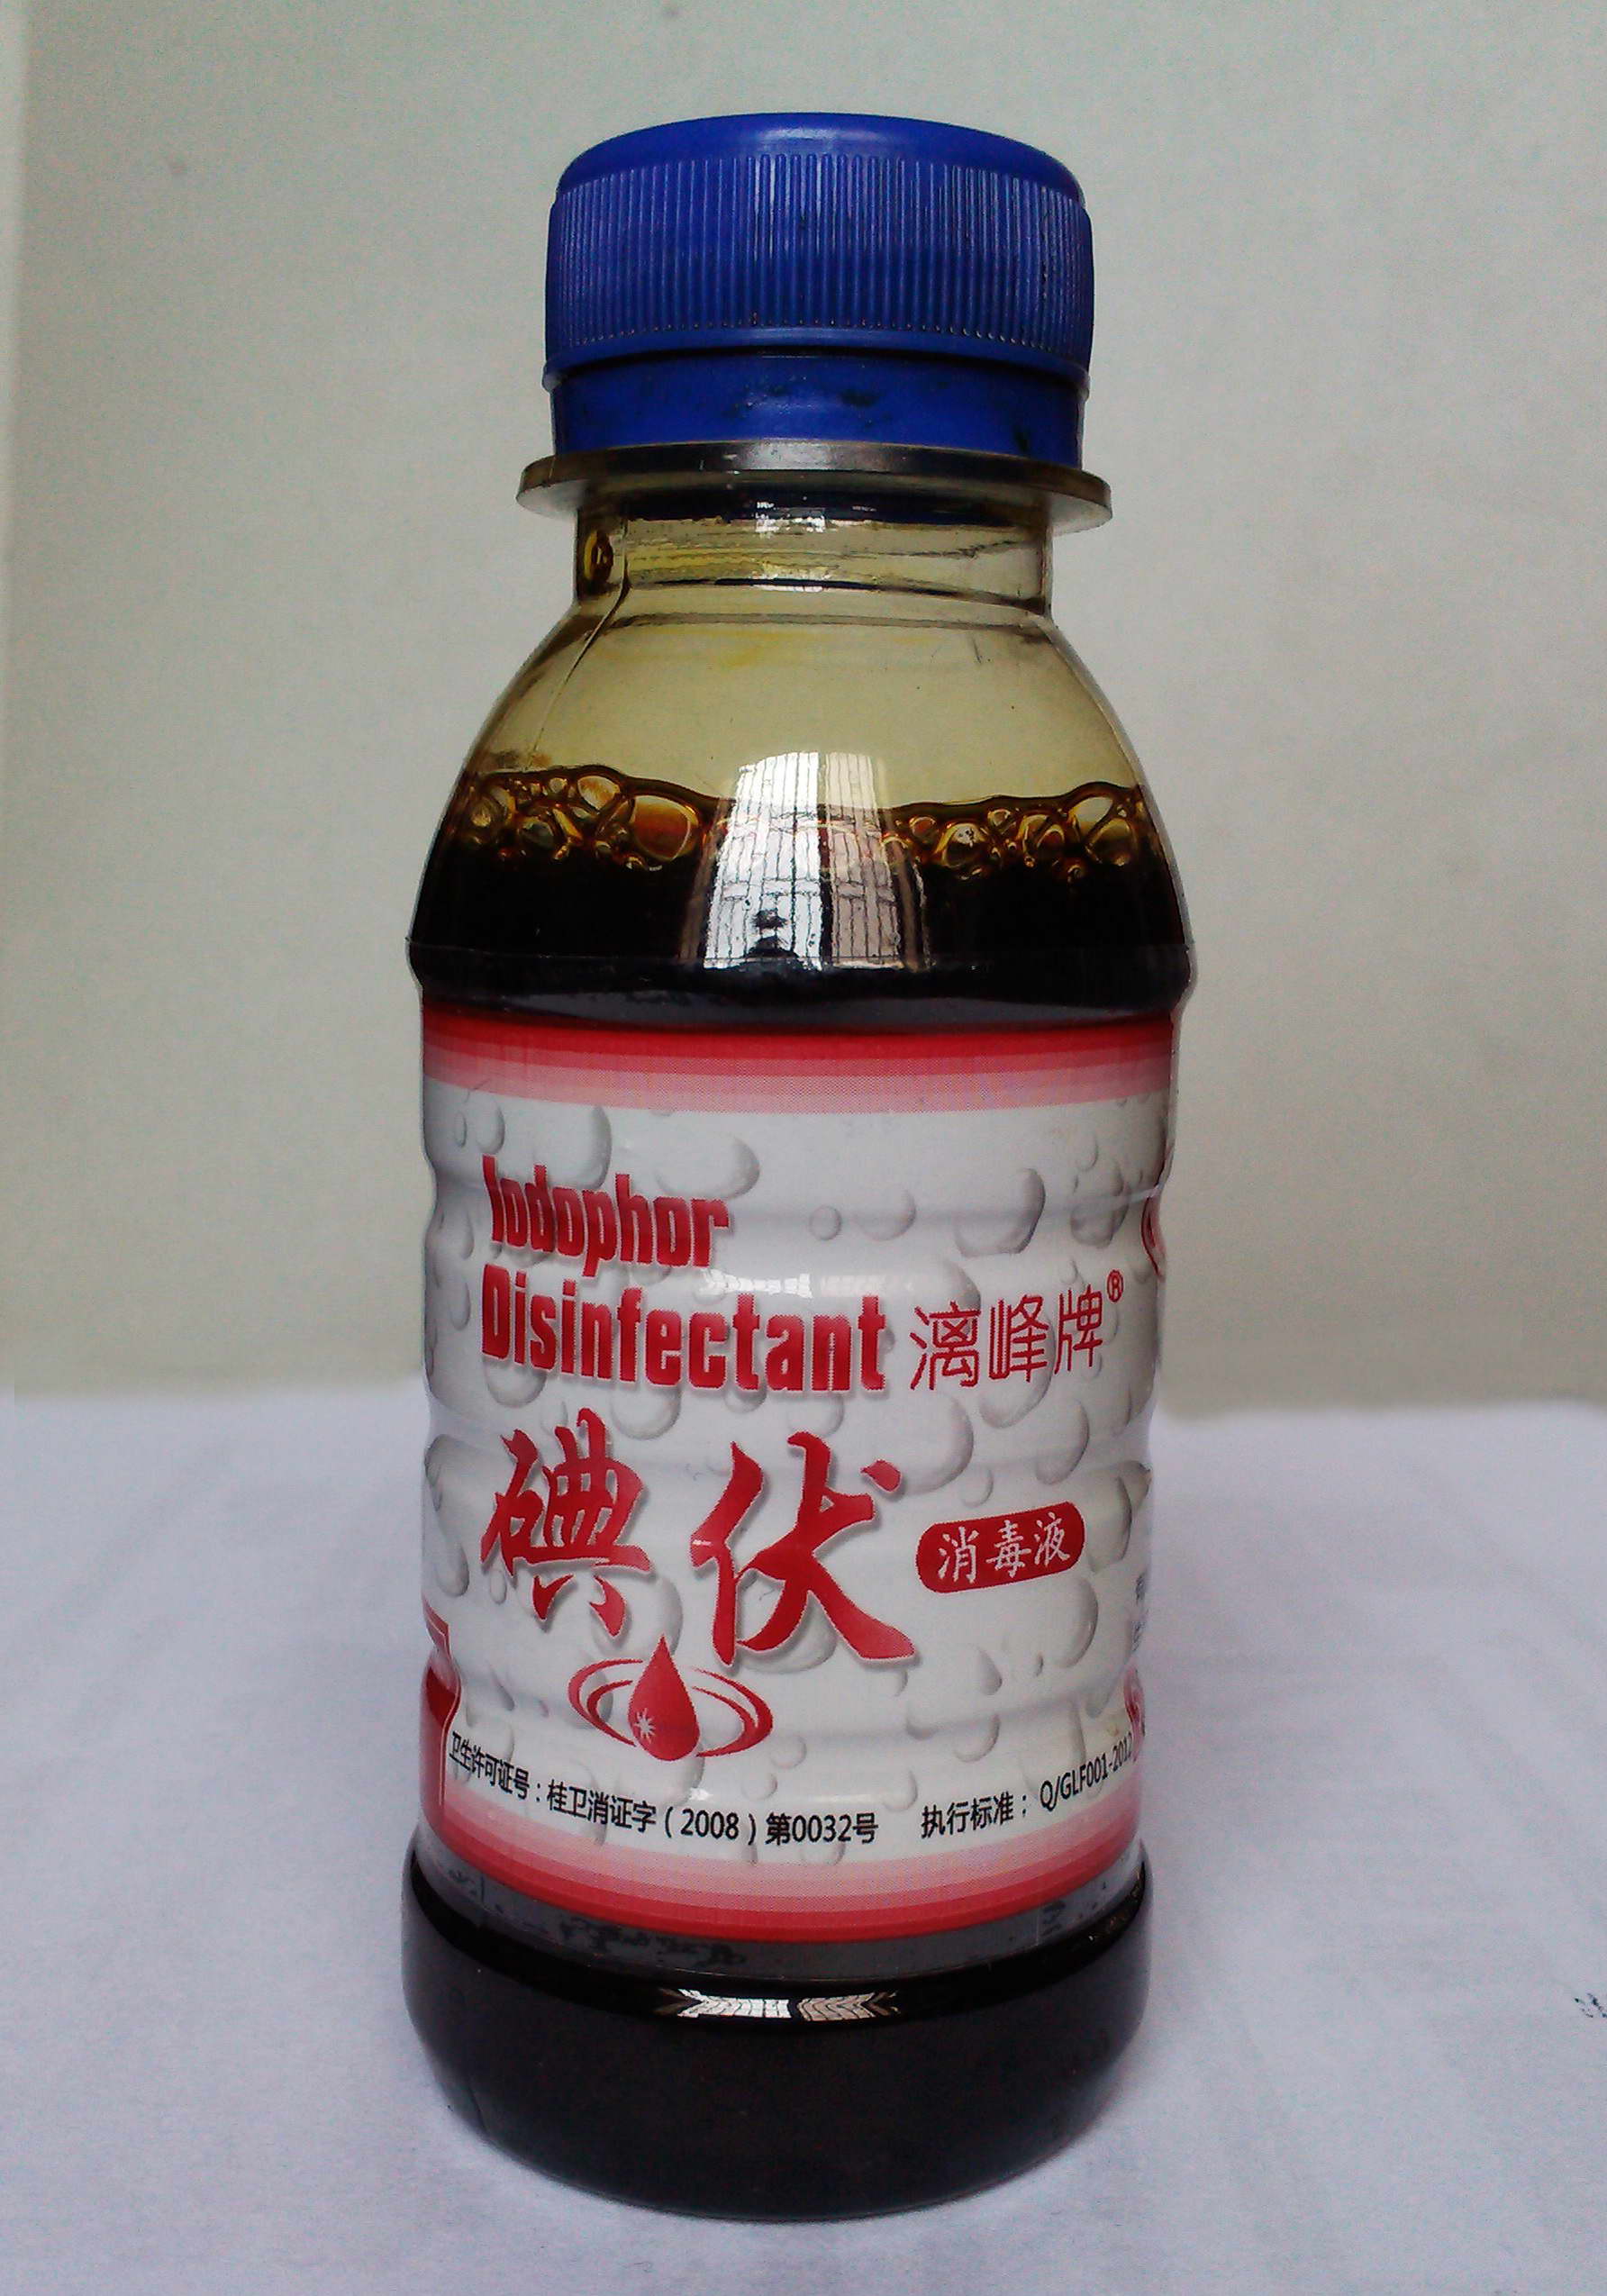 Iodophor
Disinfectant 漓峰牌®
碘伏 消毒液
卫生许可证号：桂卫消证字（2008）第0032号 执行标准：Q/GLF001-2012